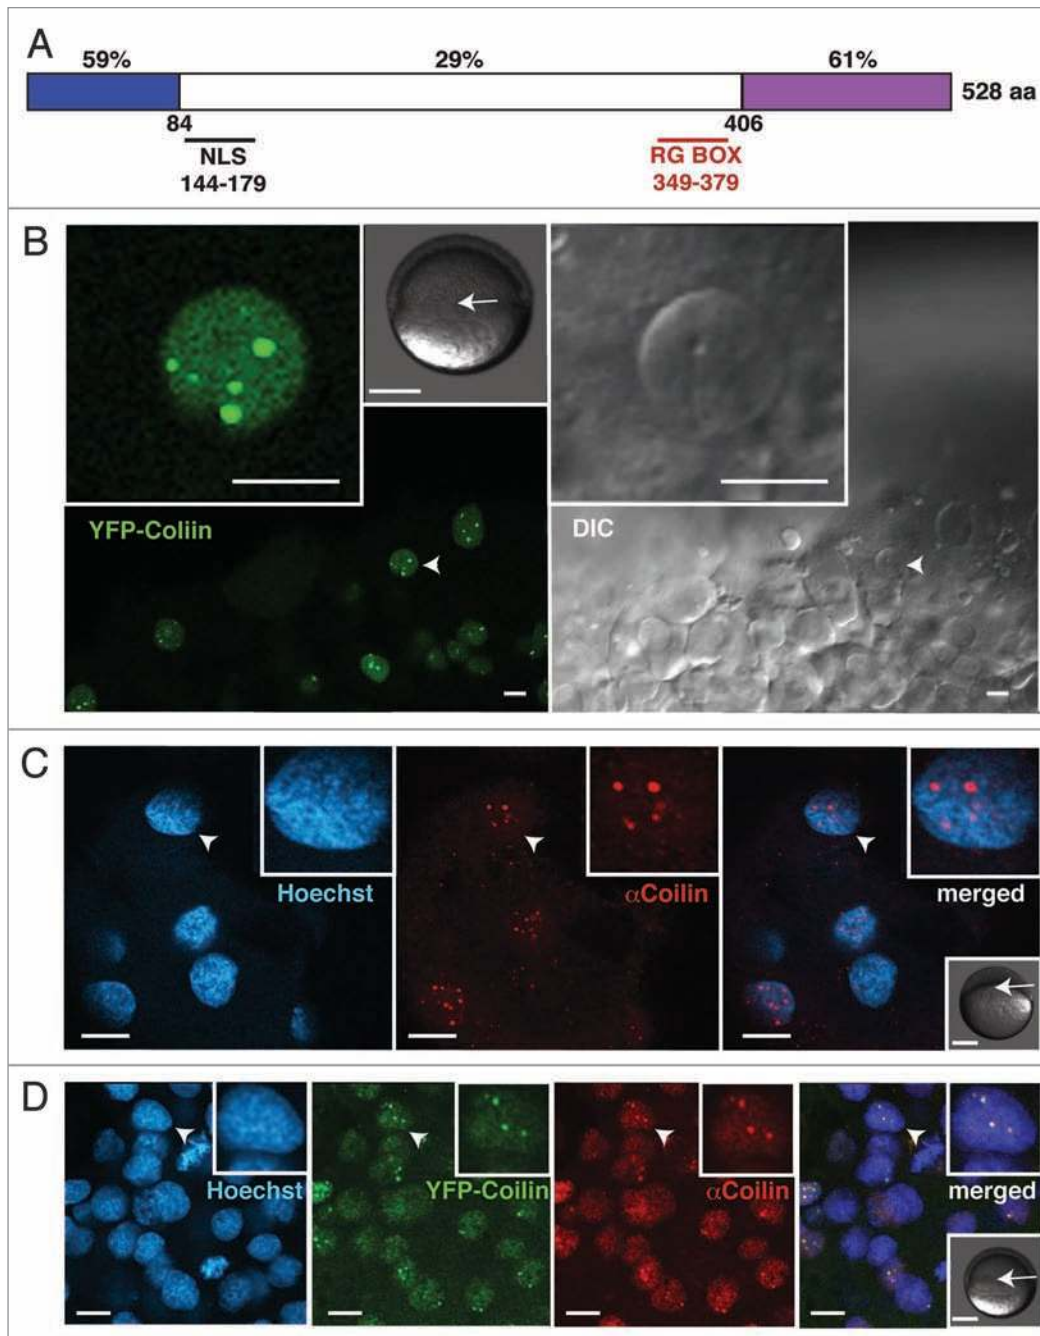 A
59% 29% 61%
528 aa
84 406
NLS RG BOX
144-179 349-379
B
YFP-Coliin DIC
C
Hoechst αCoilin merged
D
Hoechst YFP-Coilin αCoilin merged